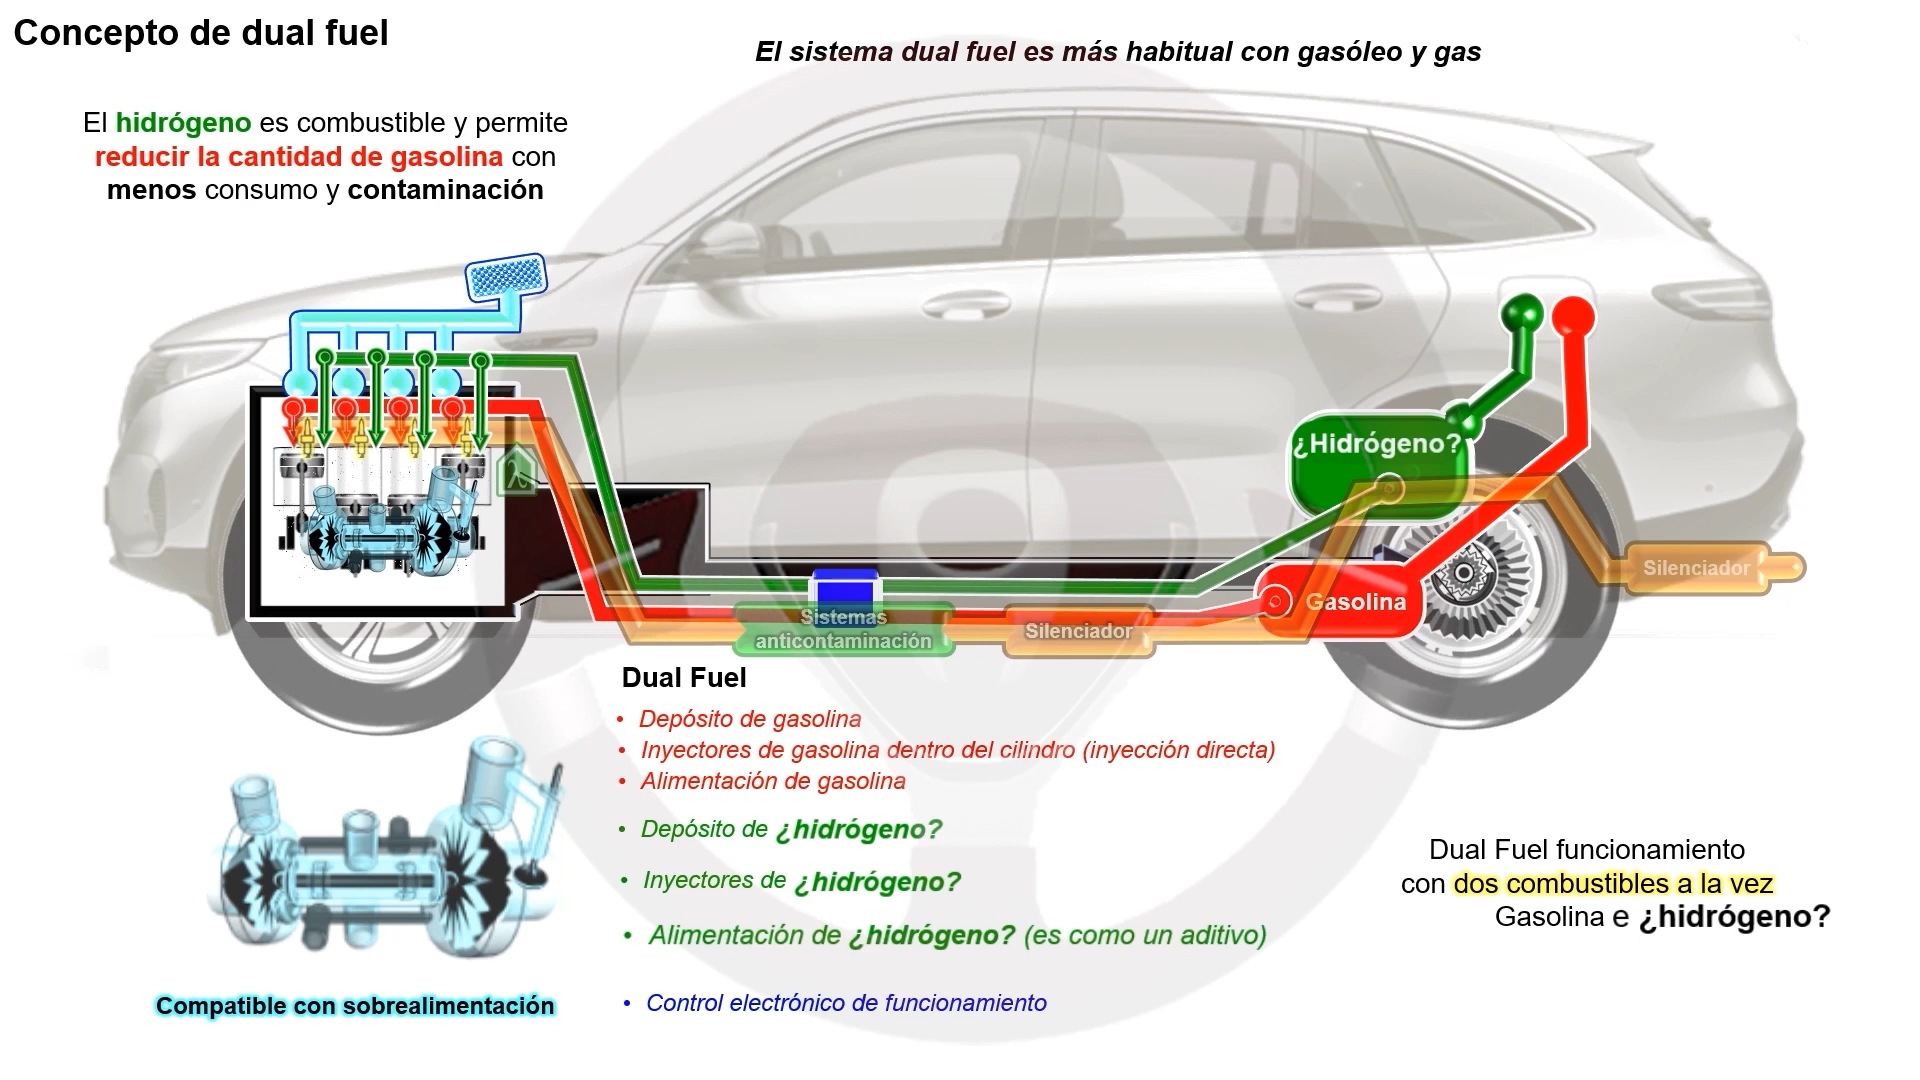 Concepto de dual fuel
El sistema dual fuel es más habitual con gasóleo y gas
El hidrógeno es combustible y permite
reducir la cantidad de gasolina con
menos consumo y contaminación
λ
¿Hidrógeno?
Gasolina
Silenciador
Sistemas
anticontaminación
Silenciador
Dual Fuel
• Depósito de gasolina
• Inyectores de gasolina dentro del cilindro (inyección directa)
• Alimentación de gasolina
• Depósito de ¿hidrógeno?
• Inyectores de ¿hidrógeno?
• Alimentación de ¿hidrógeno? (es como un aditivo)
• Control electrónico de funcionamiento
Compatible con sobrealimentación
Dual Fuel funcionamiento
con dos combustibles a la vez
Gasolina e ¿hidrógeno?